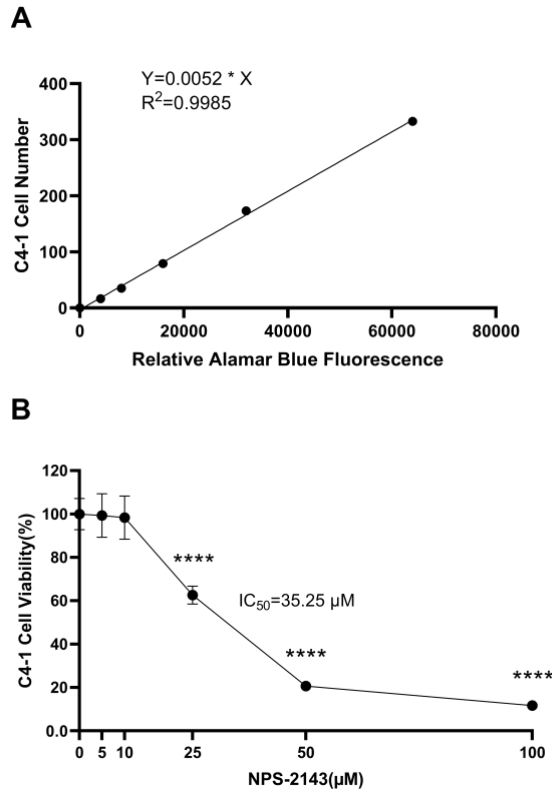 A
Y=0.0052 * X
R²=0.9985
400
300
200
100
0
C4-1 Cell Number
0 20000 40000 60000 80000
Relative Alamar Blue Fluorescence
B
120
100
80
60
40
20
0.0
C4-1 Cell Viability(%)
****
IC₅₀=35.25 μM
****
****
0 5 10 25 50 100
NPS-2143(μM)